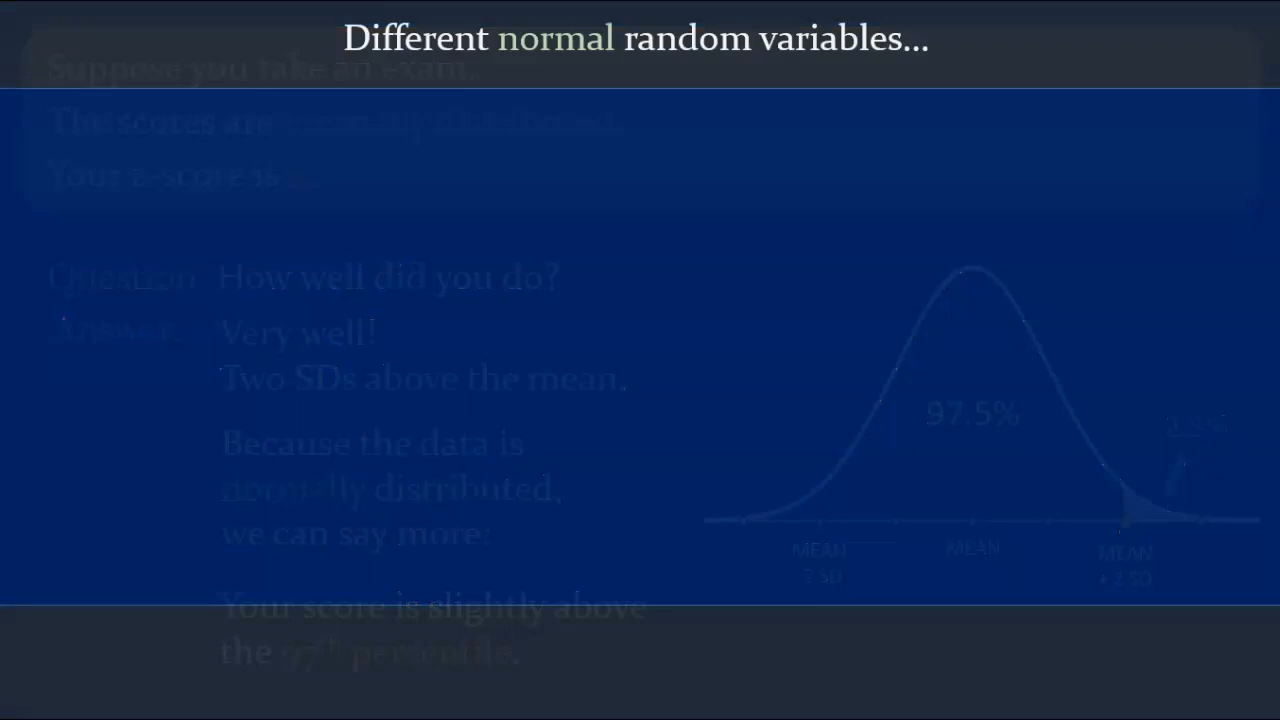 Different normal random variables...
Suppose you take an exam.
The scores are normally distributed.
Your z-score is
Question How well did you do?
Answer: Very well!
Two SDs above the mean.
Because the data is
normally distributed,
we can say more:
Your score is slightly above
the 97th percentile.
97.5%
MEAN
MEAN
MEAN
- 2 SD
+ 2 SD